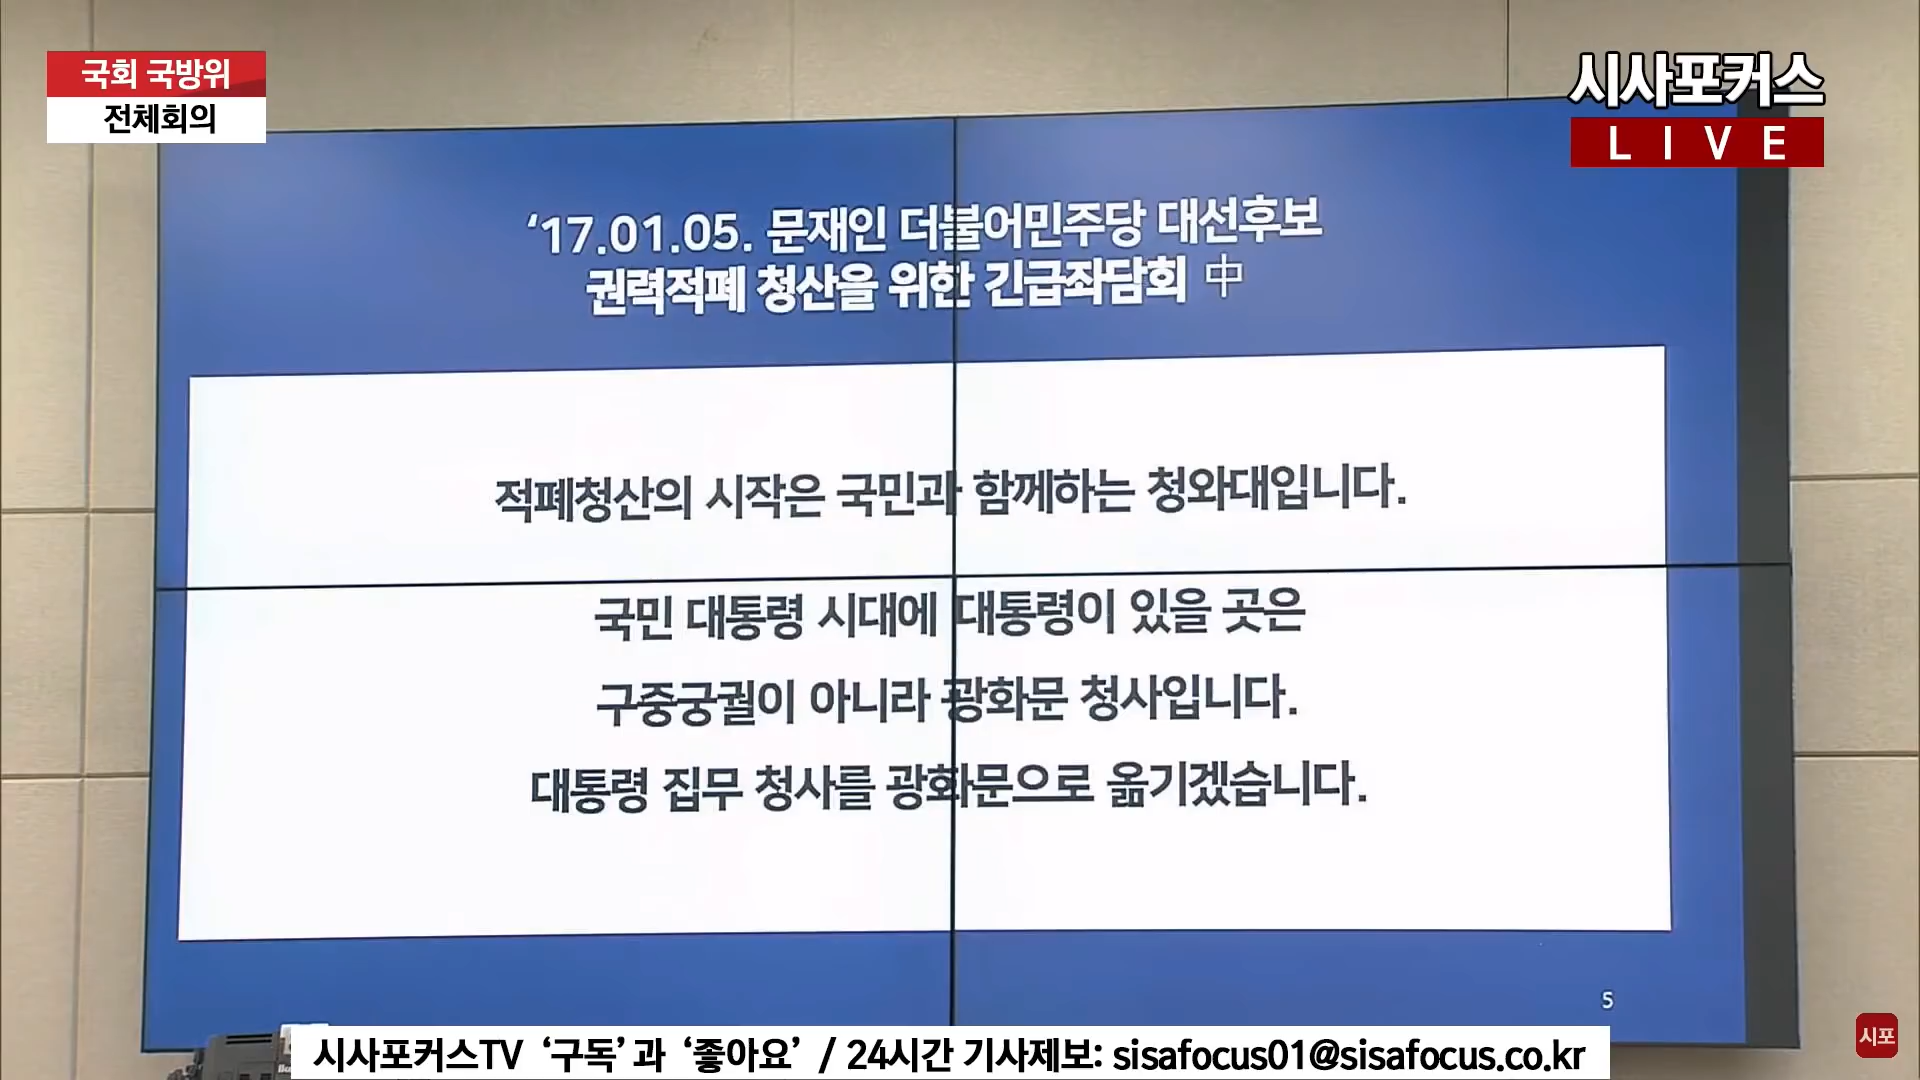 국회 국방위
전체회의
시사포커스
LIVE
‘17.01.05. 문재인 더불어민주당 대선후보
권력적폐 청산을 위한 긴급좌담회 中
적폐청산의 시작은 국민과 함께하는 청와대입니다.
국민 대통령 시대에 대통령이 있을 곳은
구중궁궐이 아니라 광화문 청사입니다.
대통령 집무 청사를 광화문으로 옮기겠습니다.
5
시포
시사포커스TV ‘구독’과 ‘좋아요’ / 24시간 기사제보: sisafocus01@sisafocus.co.kr